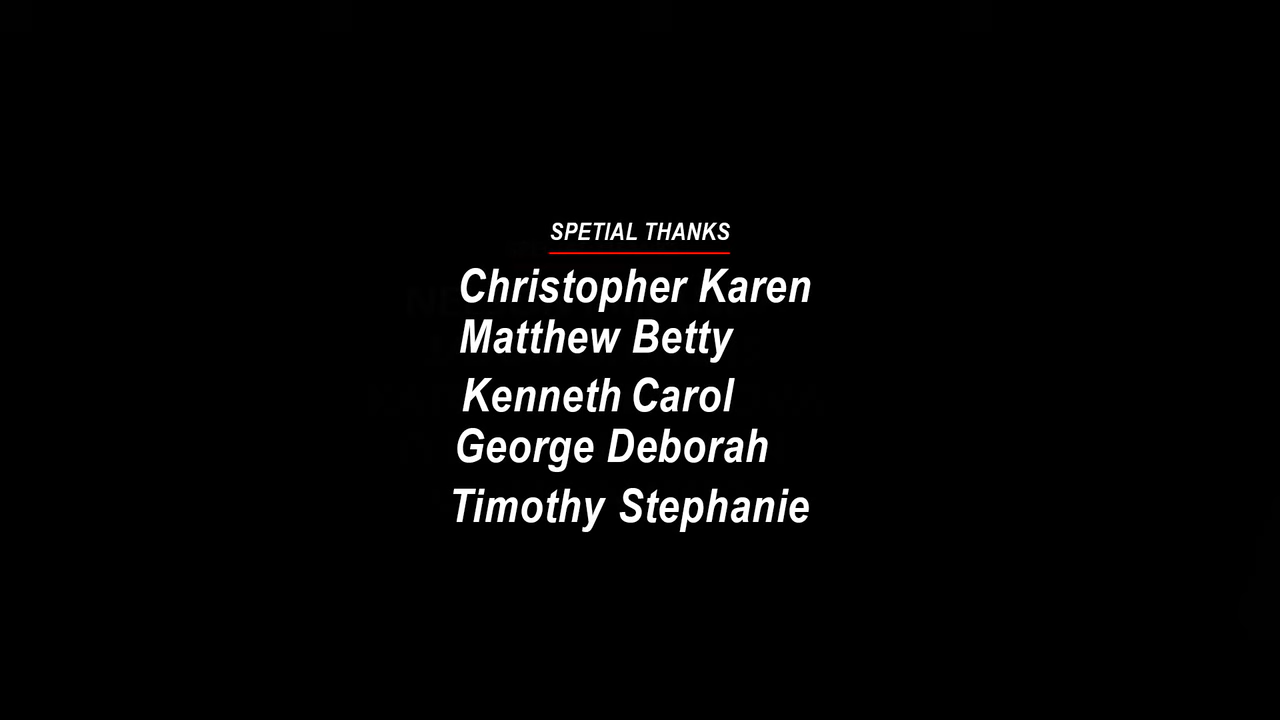 SPETIAL THANKS
Christopher Karen
Matthew Betty
Kenneth Carol
George Deborah
Timothy Stephanie